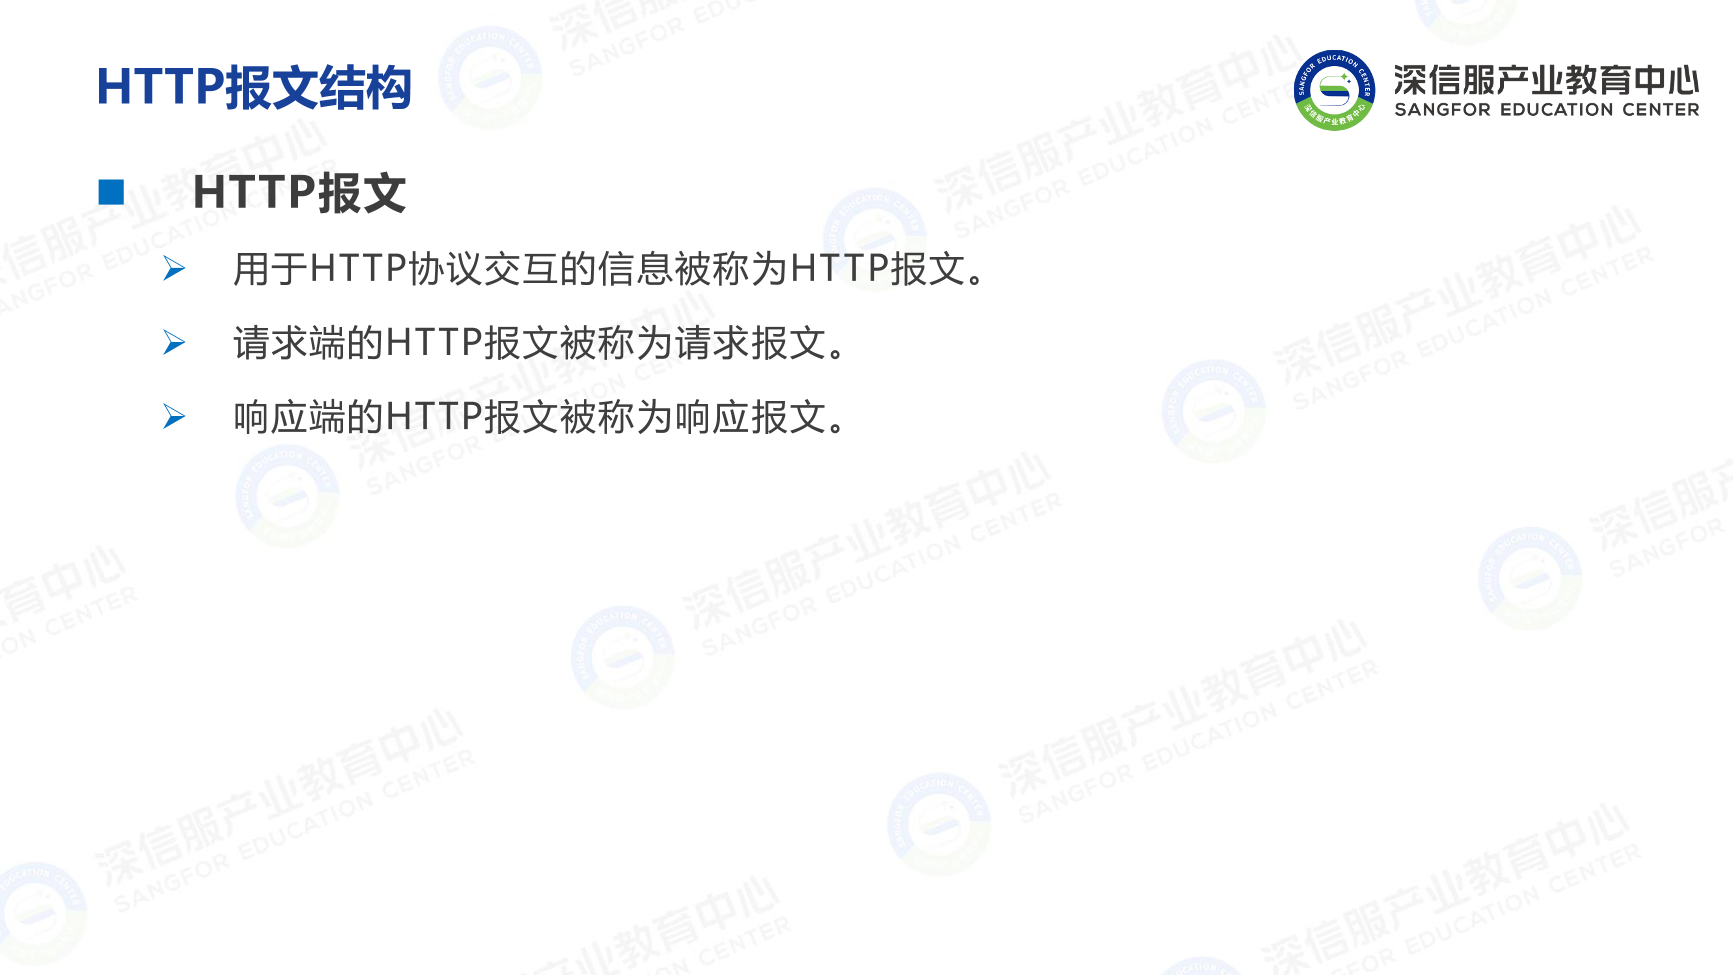 HTTP报文结构
深信服产业教育中心
SANGFOR EDUCATION CENTER
HTTP报文
用于HTTP协议交互的信息被称为HTTP报文。
请求端的HTTP报文被称为请求报文。
响应端的HTTP报文被称为响应报文。